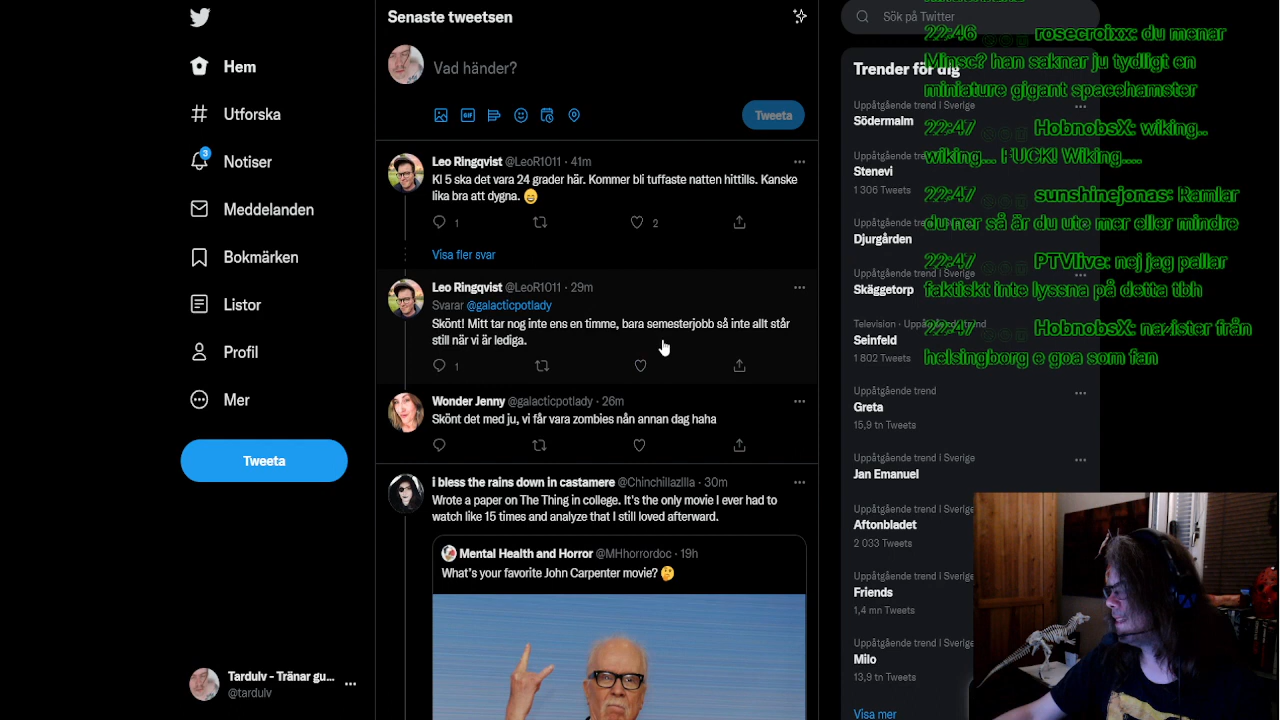 Hem
Utforska
3
Notiser
Meddelanden
Bokmärken
Listor
Profil
Mer
Tweeta
Tardulv - Tränar gu...
@tardulv
Senaste tweetsen
Vad händer?
GIF
Tweeta
Leo Ringqvist @LeoR1011 · 41m
Kl 5 ska det vara 24 grader här. Kommer bli tuffaste natten hittills. Kanske
lika bra att dygna. 😄
1 2
Visa fler svar
Leo Ringqvist @LeoR1011 · 29m
Svarar @galacticpotlady
Skönt! Mitt tar nog inte ens en timme, bara semesterjobb så inte allt står
still när vi är lediga.
1
Wonder Jenny @galacticpotlady · 26m
Skönt det med ju, vi får vara zombies nån annan dag haha
i bless the rains down in castamere @Chinchillazllla · 30m
Wrote a paper on The Thing in college. It's the only movie I ever had to
watch like 15 times and analyze that I still loved afterward.
Mental Health and Horror @MHhorrordoc · 19h
What's your favorite John Carpenter movie? 🤔
Sök på Twitter
Trender för dig
Uppåtgående trend i Sverige
Södermalm
Uppåtgående trend i Sverige
Stenevi
1 306 Tweets
Uppåtgående trend i Sverige
Djurgården
Uppåtgående trend i Sverige
Skäggetorp
Television · Uppåtgående trend
Seinfeld
1 802 Tweets
Uppåtgående trend
Greta
15,9 tn Tweets
Uppåtgående trend i Sverige
Jan Emanuel
Uppåtgående trend i Sverige
Aftonbladet
2 033 Tweets
Uppåtgående trend i Sverige
Friends
1,4 mn Tweets
Uppåtgående trend i Sverige
Milo
13,9 tn Tweets
Visa mer
22:46 rosecroixx: du menar
Minsc? han saknar ju tydligt en
miniature gigant spacehamster
22:47 HobnobsX: wiking..
wiking... FUCK! Wiking....
22:47 sunshinejonas: Ramlar
du ner så är du ute mer eller mindre
22:47 PTVlive: nej jag pallar
faktiskt inte lyssna på detta tbh
22:47 HobnobsX: nazister från
helsingborg e goa som fan